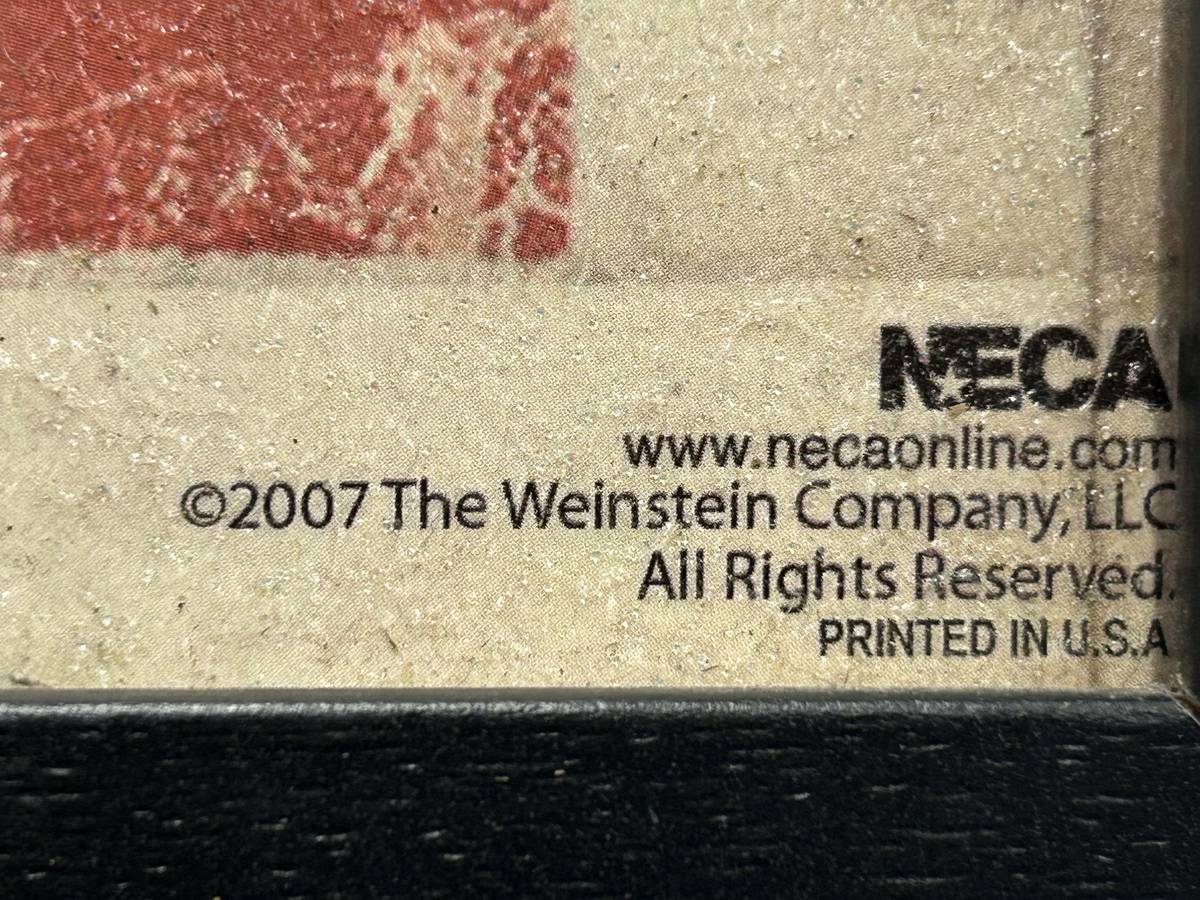 NECA
www.necaonline.com
©2007 The Weinstein Company, LLC
All Rights Reserved.
PRINTED IN U.S.A